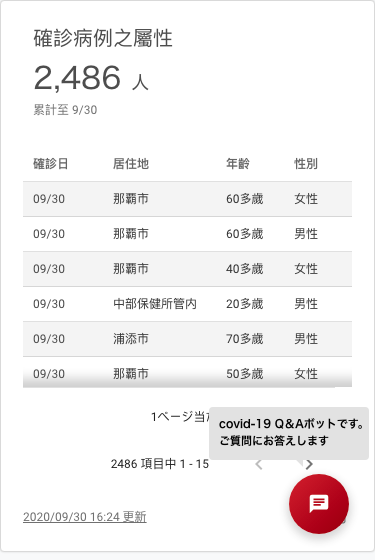 確診病例之屬性
2,486 人
累計至 9/30
確診日 居住地 年齡 性別
09/30 那覇市 60多歲 女性
09/30 那覇市 60多歲 男性
09/30 那覇市 40多歲 女性
09/30 中部保健所管内 20多歲 男性
09/30 浦添市 70多歲 男性
09/30 那覇市 50多歲 女性
1ページ当
covid-19 Q&Aボットです。
ご質問にお答えします
2486 項目中 1 - 15
2020/09/30 16:24 更新